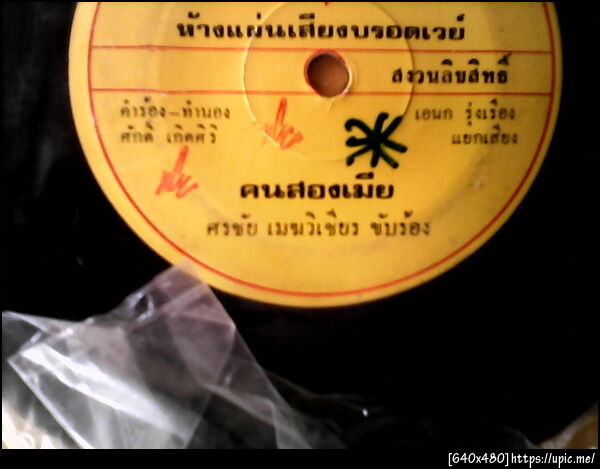 ห้างแผ่นเสียงบรอดเวย์
สงวนลิขสิทธิ์
คำร้อง-ทำนอง
ศักดิ์ เกิดศิริ
เอนก รุ่งเรือง
แยกเสียง
คนสองเมีย
ศรชัย เมฆวิเชียร ขับร้อง
[640x480]https://upic.me/